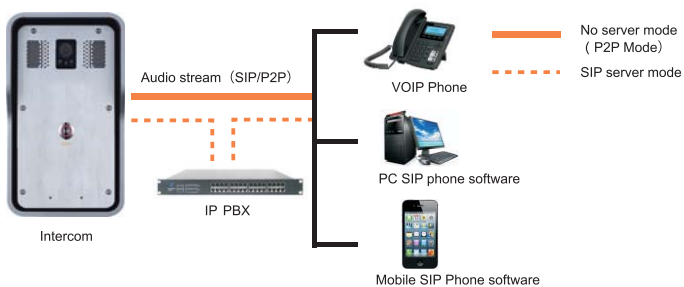 No server mode
( P2P Mode)
SIP server mode
Audio stream (SIP/P2P)
VOIP Phone
PC SIP phone software
IP PBX
Intercom
Mobile SIP Phone software